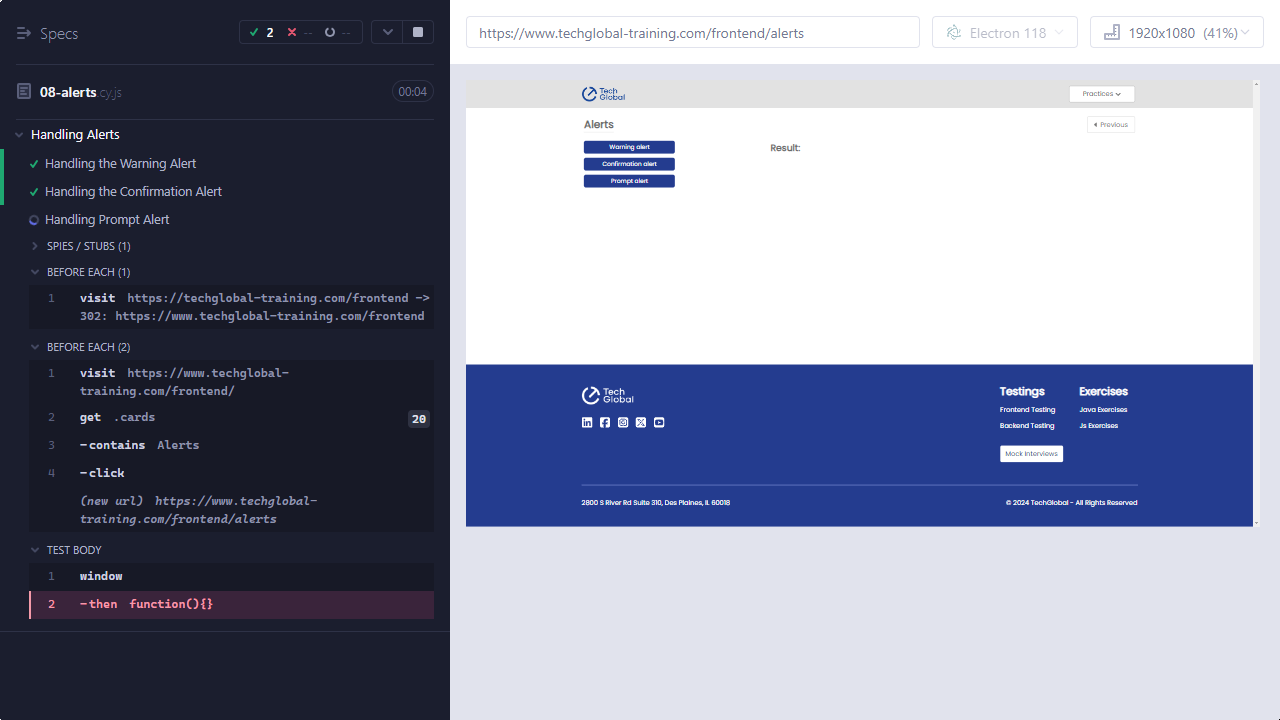 Specs
2 -- --
08-alerts.cy.js 00:04
Handling Alerts
Handling the Warning Alert
Handling the Confirmation Alert
Handling Prompt Alert
SPIES / STUBS (1)
BEFORE EACH (1)
1 visit https://techglobal-training.com/frontend ->
302: https://www.techglobal-training.com/frontend
BEFORE EACH (2)
1 visit https://www.techglobal-
training.com/frontend/
2 get .cards 20
3 -contains Alerts
4 -click
(new url) https://www.techglobal-
training.com/frontend/alerts
TEST BODY
1 window
2 -then function(){}
https://www.techglobal-training.com/frontend/alerts
Electron 118
1920x1080 (41%)
Tech
Global
Practices
Alerts
Previous
Warning alert
Confirmation alert
Prompt alert
Result:
Tech
Global
Testings
Frontend Testing
Backend Testing
Mock Interviews
Exercises
Java Exercises
Js Exercises
2800 S River Rd Suite 310, Des Plaines, IL 60018
© 2024 TechGlobal - All Rights Reserved